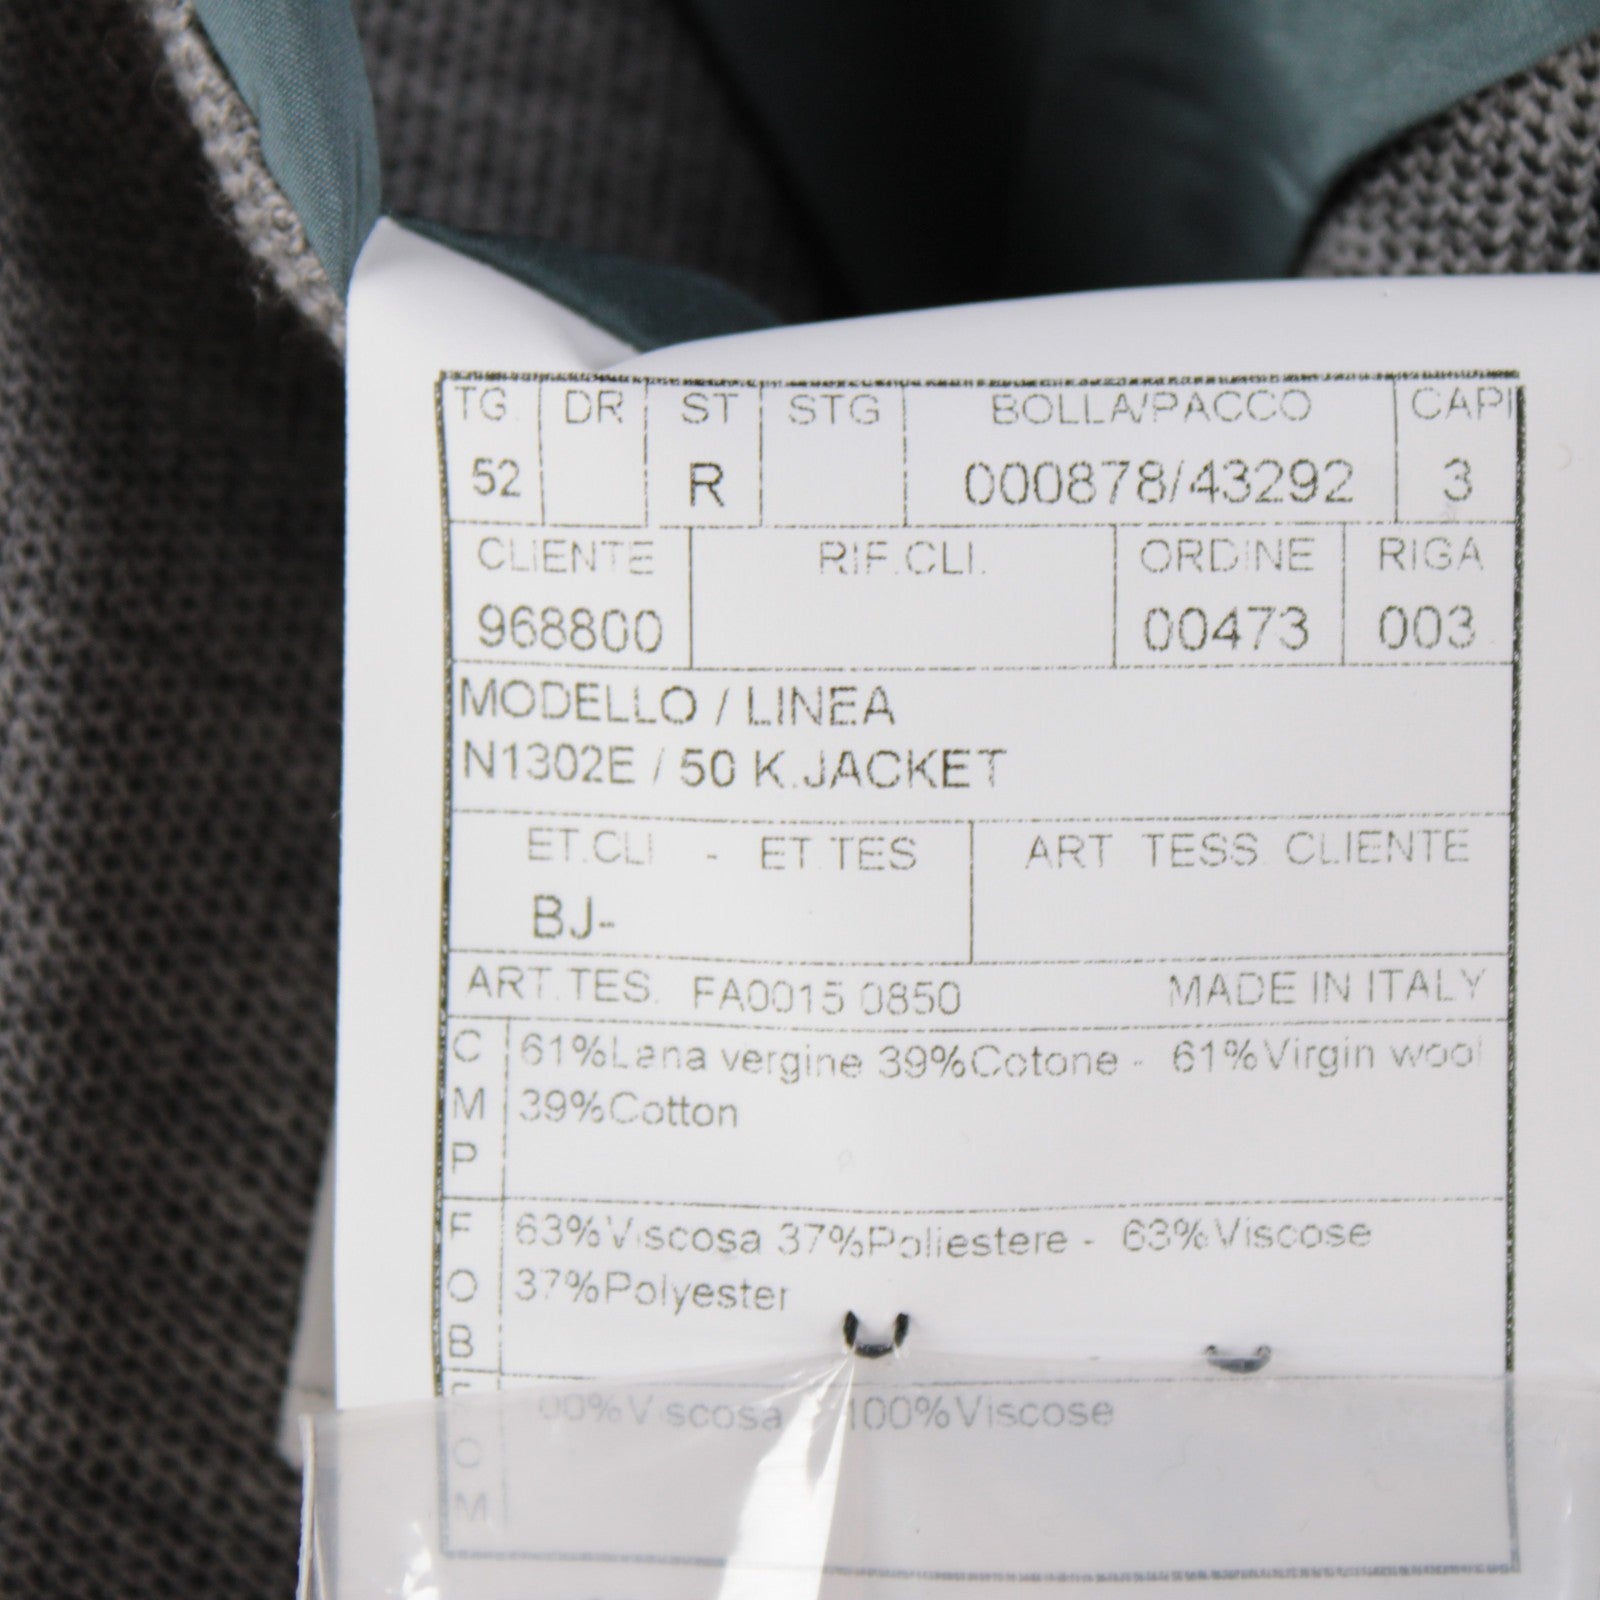 TG. DR ST STG BOLLA/PACCO CAPI
52 R 000878/43292 3
CLIENTE RIF.CLI. ORDINE RIGA
968800 00473 003
MODELLO / LINEA
N1302E / 50 K.JACKET
ET.CLI - ET.TES ART. TESS. CLIENTE
BJ-
ART.TES. FA0015 0850 MADE IN ITALY
C 61%Lana vergine 39%Cotone - 61%Virgin wool
M 39%Cotton
P
F 63%Viscosa 37%Poliestere - 63%Viscose
O 37%Polyester
B
F 100%Viscosa 100%Viscose
O
M